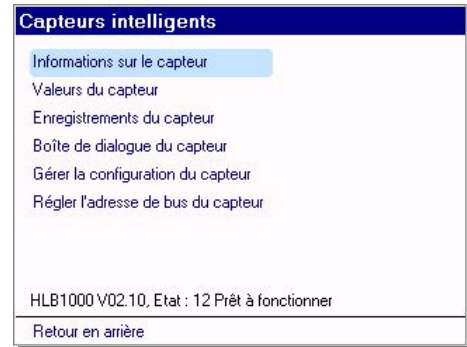 Capteurs intelligents
Informations sur le capteur
Valeurs du capteur
Enregistrements du capteur
Boîte de dialogue du capteur
Gérer la configuration du capteur
Régler l'adresse de bus du capteur
HLB1000 V02.10, Etat : 12 Prêt à fonctionner
Retour en arrière